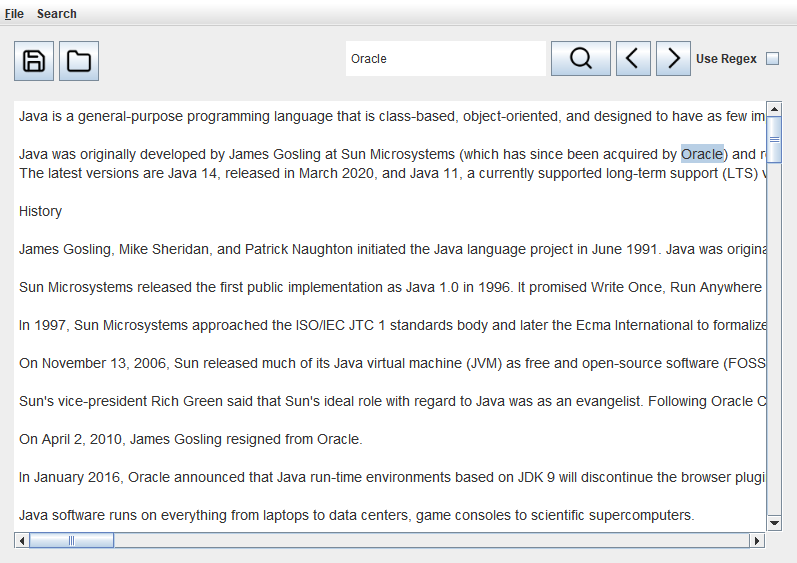 File Search
Oracle Use Regex
Java is a general-purpose programming language that is class-based, object-oriented, and designed to have as few im
Java was originally developed by James Gosling at Sun Microsystems (which has since been acquired by Oracle) and r
The latest versions are Java 14, released in March 2020, and Java 11, a currently supported long-term support (LTS) v
History
James Gosling, Mike Sheridan, and Patrick Naughton initiated the Java language project in June 1991. Java was origina
Sun Microsystems released the first public implementation as Java 1.0 in 1996. It promised Write Once, Run Anywhere
In 1997, Sun Microsystems approached the ISO/IEC JTC 1 standards body and later the Ecma International to formalize
On November 13, 2006, Sun released much of its Java virtual machine (JVM) as free and open-source software (FOSS
Sun's vice-president Rich Green said that Sun's ideal role with regard to Java was as an evangelist. Following Oracle C
On April 2, 2010, James Gosling resigned from Oracle.
In January 2016, Oracle announced that Java run-time environments based on JDK 9 will discontinue the browser plugi
Java software runs on everything from laptops to data centers, game consoles to scientific supercomputers.